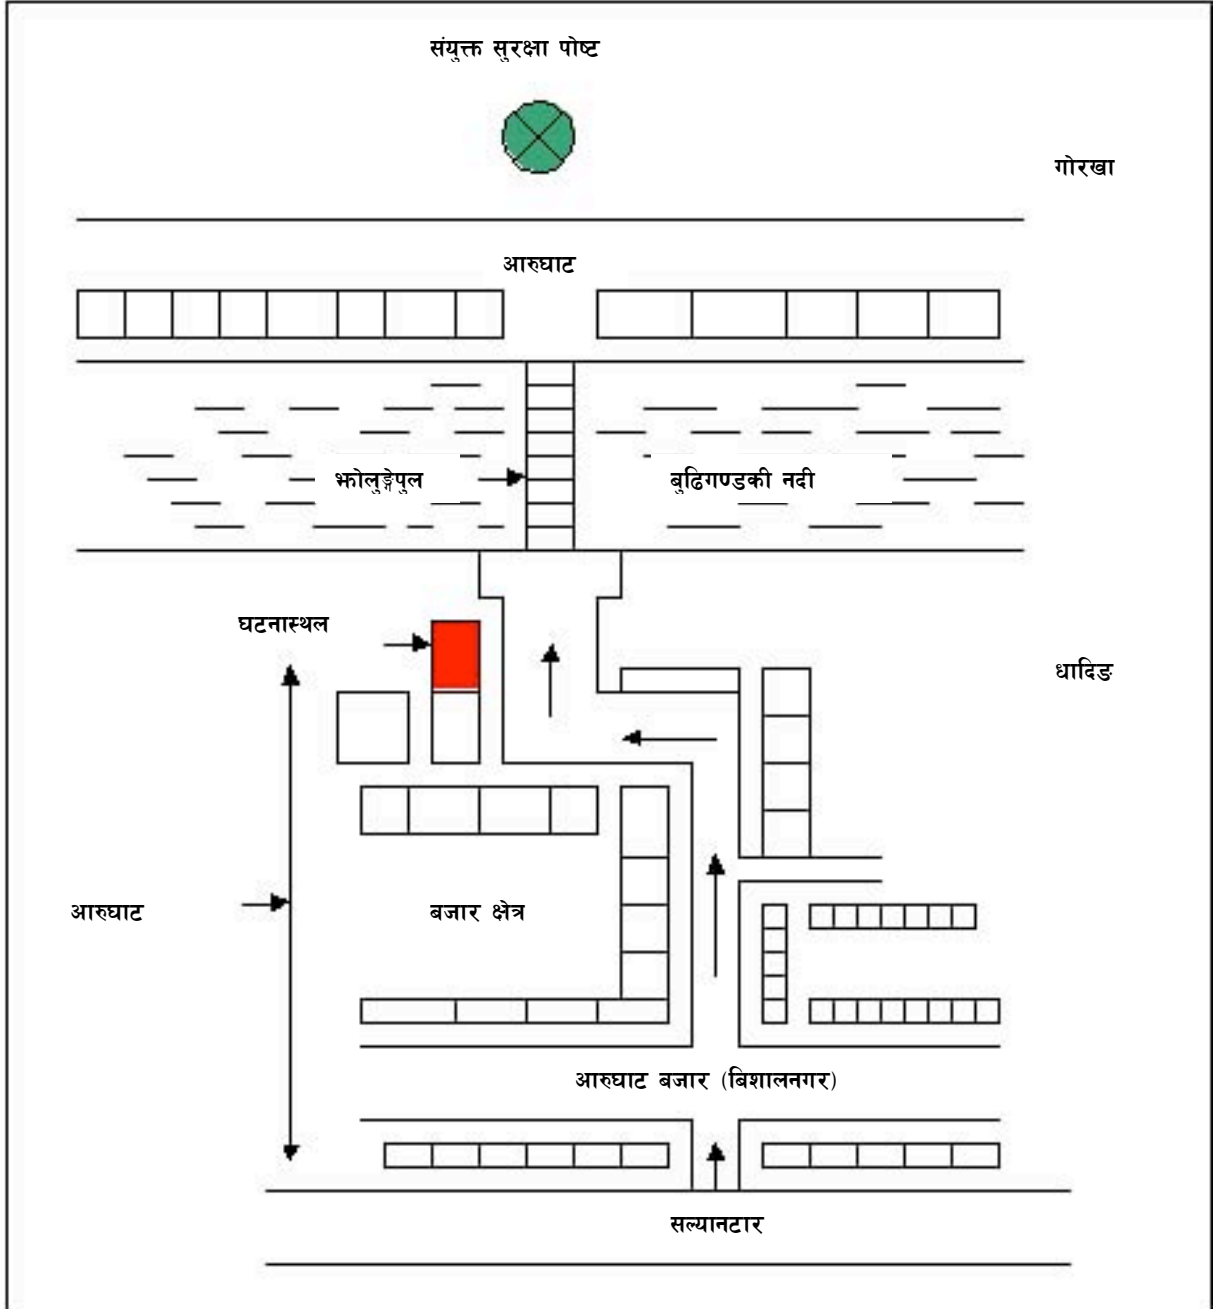 संयुक्त सुरक्षा पोष्ट
गोरखा
आरुघाट
झोलुङ्गेपुल
बुढिगण्डकी नदी
घटनास्थल
धादिङ
आरुघाट
बजार क्षेत्र
आरुघाट बजार (बिशालनगर)
सल्यानटार